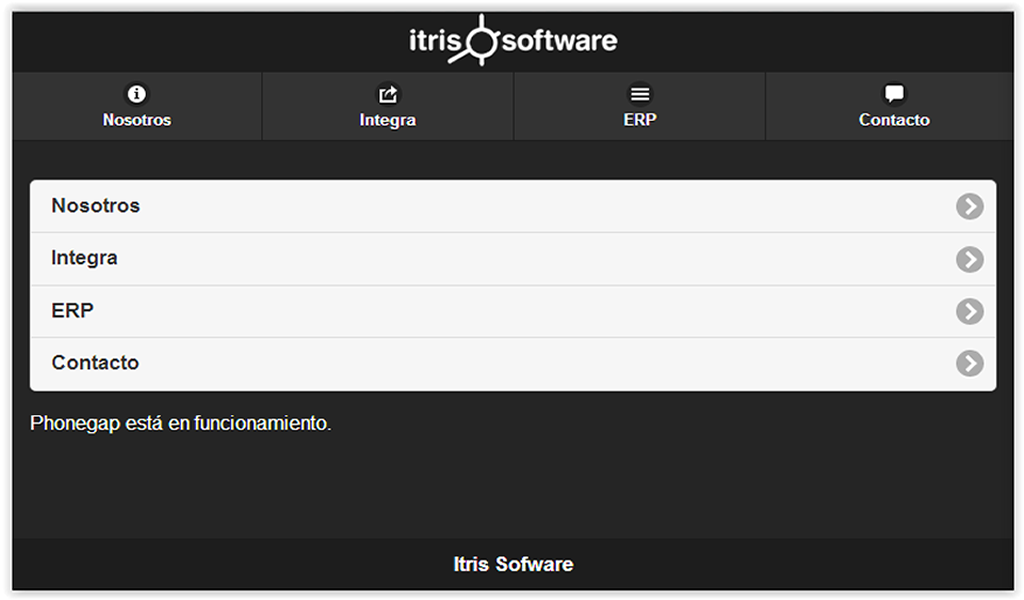 itris software
Nosotros
Integra
ERP
Contacto
Nosotros
Integra
ERP
Contacto
Phonegap está en funcionamiento.
Itris Sofware